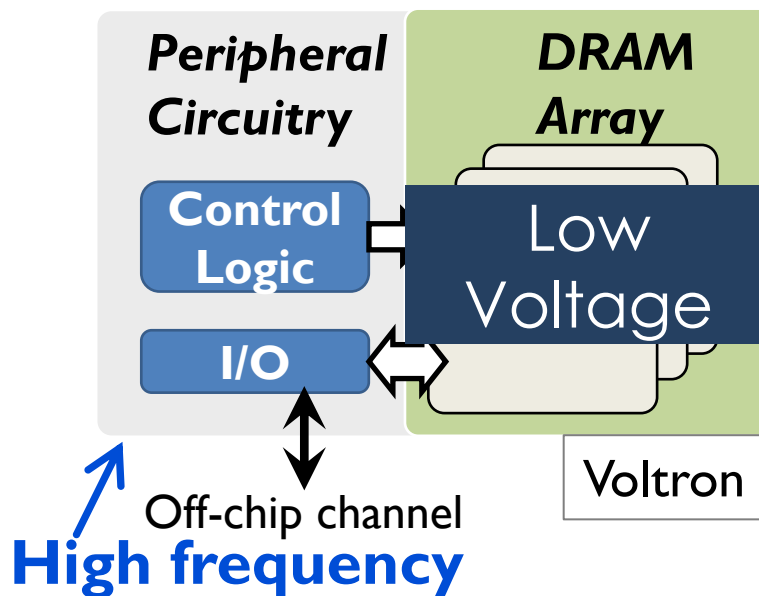 Peripheral
Circuitry
DRAM
Array
Control
Logic
Low
Voltage
I/O
Voltron
Off-chip channel
High frequency